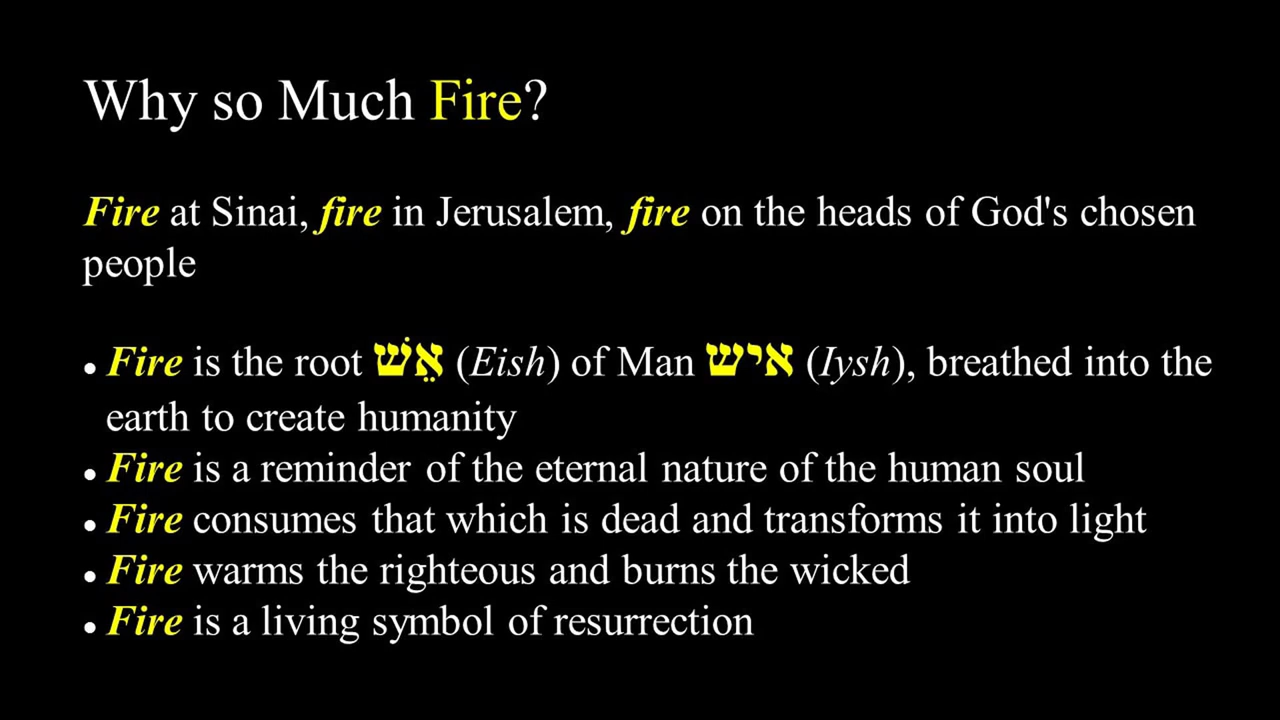 Why so Much Fire?
Fire at Sinai, fire in Jerusalem, fire on the heads of God's chosen
people
● Fire is the root אֵשׁ (Eish) of Man איש (Iysh), breathed into the
earth to create humanity
● Fire is a reminder of the eternal nature of the human soul
● Fire consumes that which is dead and transforms it into light
● Fire warms the righteous and burns the wicked
● Fire is a living symbol of resurrection